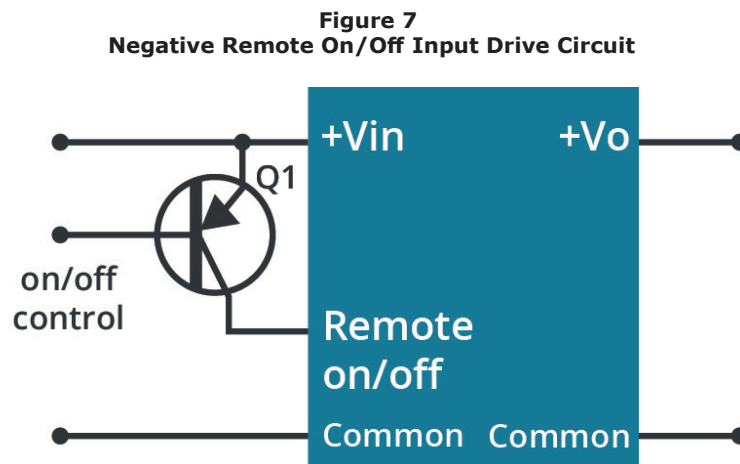 Figure 7
Negative Remote On/Off Input Drive Circuit
+Vin
+Vo
Q1
on/off
control
Remote
on/off
Common
Common